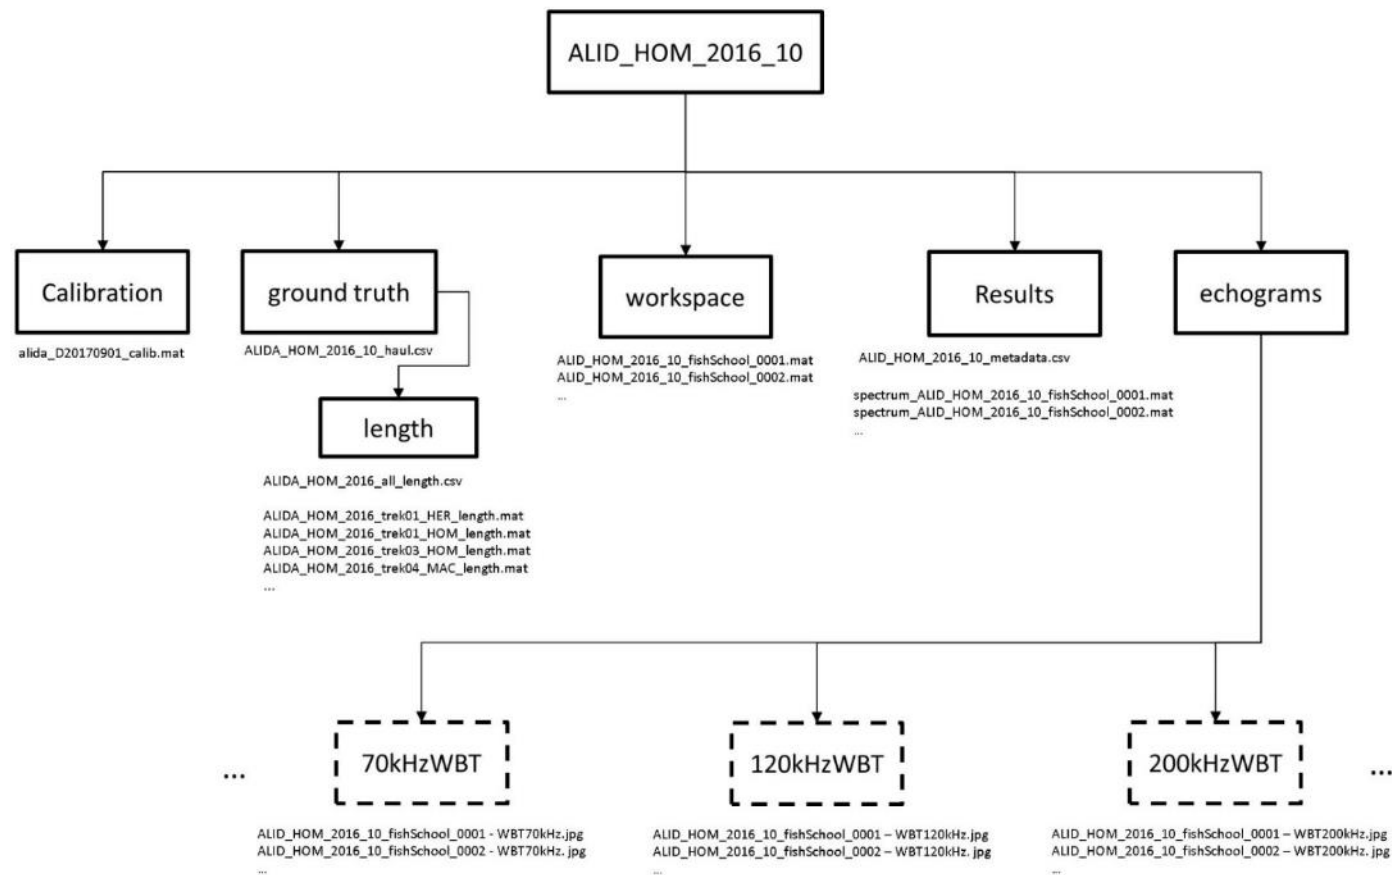 ALID_HOM_2016_10
Calibration
alida_D20170901_calib.mat
ground truth
ALIDA_HOM_2016_10_haul.csv
length
ALIDA_HOM_2016_all_length.csv
ALIDA_HOM_2016_trek01_HER_length.mat
ALIDA_HOM_2016_trek01_HOM_length.mat
ALIDA_HOM_2016_trek03_HOM_length.mat
ALIDA_HOM_2016_trek04_MAC_length.mat
...
workspace
ALID_HOM_2016_10_fishSchool_0001.mat
ALID_HOM_2016_10_fishSchool_0002.mat
...
Results
ALID_HOM_2016_10_metadata.csv
spectrum_ALID_HOM_2016_10_fishSchool_0001.mat
spectrum_ALID_HOM_2016_10_fishSchool_0002.mat
...
echograms
...
70kHzWBT
ALID_HOM_2016_10_fishSchool_0001 - WBT70kHz.jpg
ALID_HOM_2016_10_fishSchool_0002 - WBT70kHz. jpg
...
120kHzWBT
ALID_HOM_2016_10_fishSchool_0001 – WBT120kHz.jpg
ALID_HOM_2016_10_fishSchool_0002 – WBT120kHz. jpg
...
200kHzWBT
ALID_HOM_2016_10_fishSchool_0001 – WBT200kHz.jpg
ALID_HOM_2016_10_fishSchool_0002 – WBT200kHz. jpg
...
...